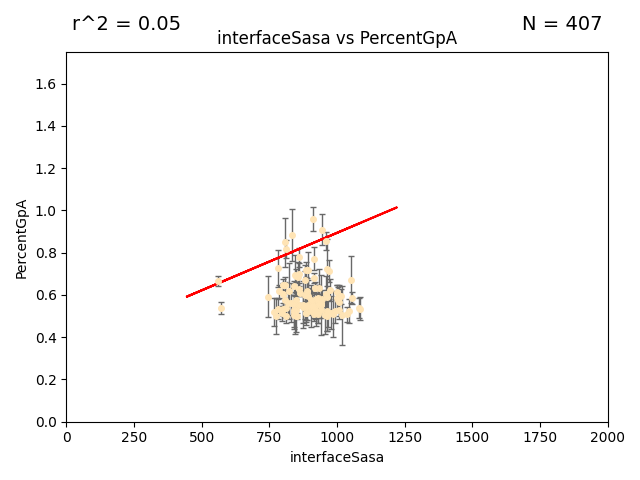 r^2 = 0.05
N = 407
interfaceSasa vs PercentGpA
PercentGpA
1.6
1.4
1.2
1.0
0.8
0.6
0.4
0.2
0.0
0 250 500 750 1000 1250 1500 1750 2000
interfaceSasa